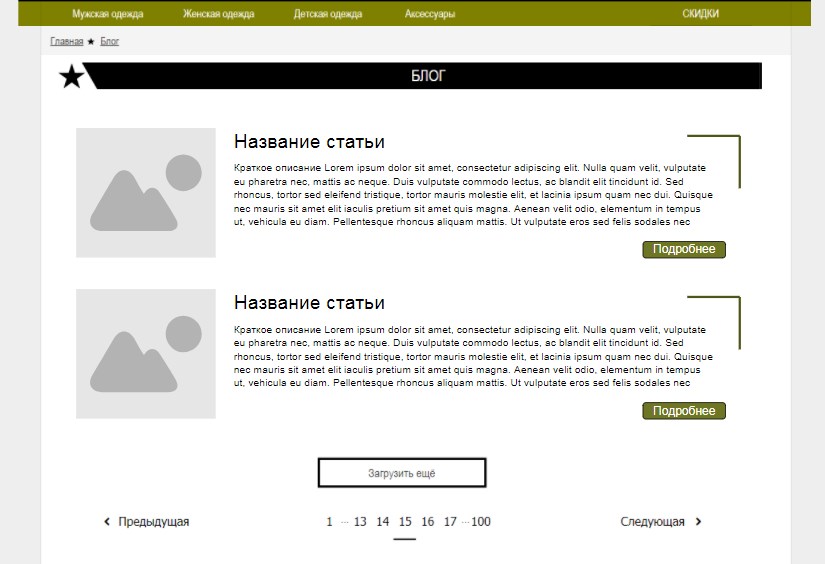 Мужская одежда Женская одежда Детская одежда Аксессуары СКИДКИ
Главная ★ Блог
БЛОГ
Название статьи
Краткое описание Lorem ipsum dolor sit amet, consectetur adipiscing elit. Nulla quam velit, vulputate
eu pharetra nec, mattis ac neque. Duis vulputate commodo lectus, ac blandit elit tincidunt id. Sed
rhoncus, tortor sed eleifend tristique, tortor mauris molestie elit, et lacinia ipsum quam nec dui. Quisque
nec mauris sit amet elit iaculis pretium sit amet quis magna. Aenean velit odio, elementum in tempus
ut, vehicula eu diam. Pellentesque rhoncus aliquam mattis. Ut vulputate eros sed felis sodales nec
Подробнее
Название статьи
Краткое описание Lorem ipsum dolor sit amet, consectetur adipiscing elit. Nulla quam velit, vulputate
eu pharetra nec, mattis ac neque. Duis vulputate commodo lectus, ac blandit elit tincidunt id. Sed
rhoncus, tortor sed eleifend tristique, tortor mauris molestie elit, et lacinia ipsum quam nec dui. Quisque
nec mauris sit amet elit iaculis pretium sit amet quis magna. Aenean velit odio, elementum in tempus
ut, vehicula eu diam. Pellentesque rhoncus aliquam mattis. Ut vulputate eros sed felis sodales nec
Подробнее
Загрузить ещё
Предыдущая 1 ... 13 14 15 16 17 ... 100 Следующая